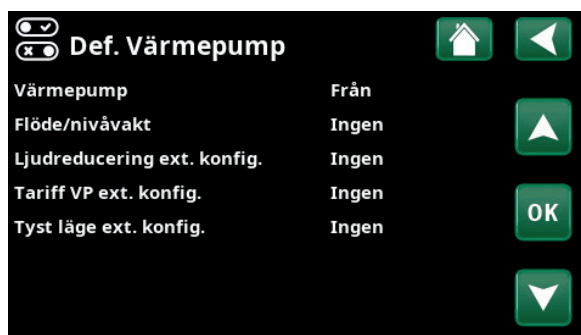 Def. Värmepump
Värmepump Från
Flöde/nivåvakt Ingen
Ljudreducering ext. konfig. Ingen
Tariff VP ext. konfig. Ingen
Tyst läge ext. konfig. Ingen
OK